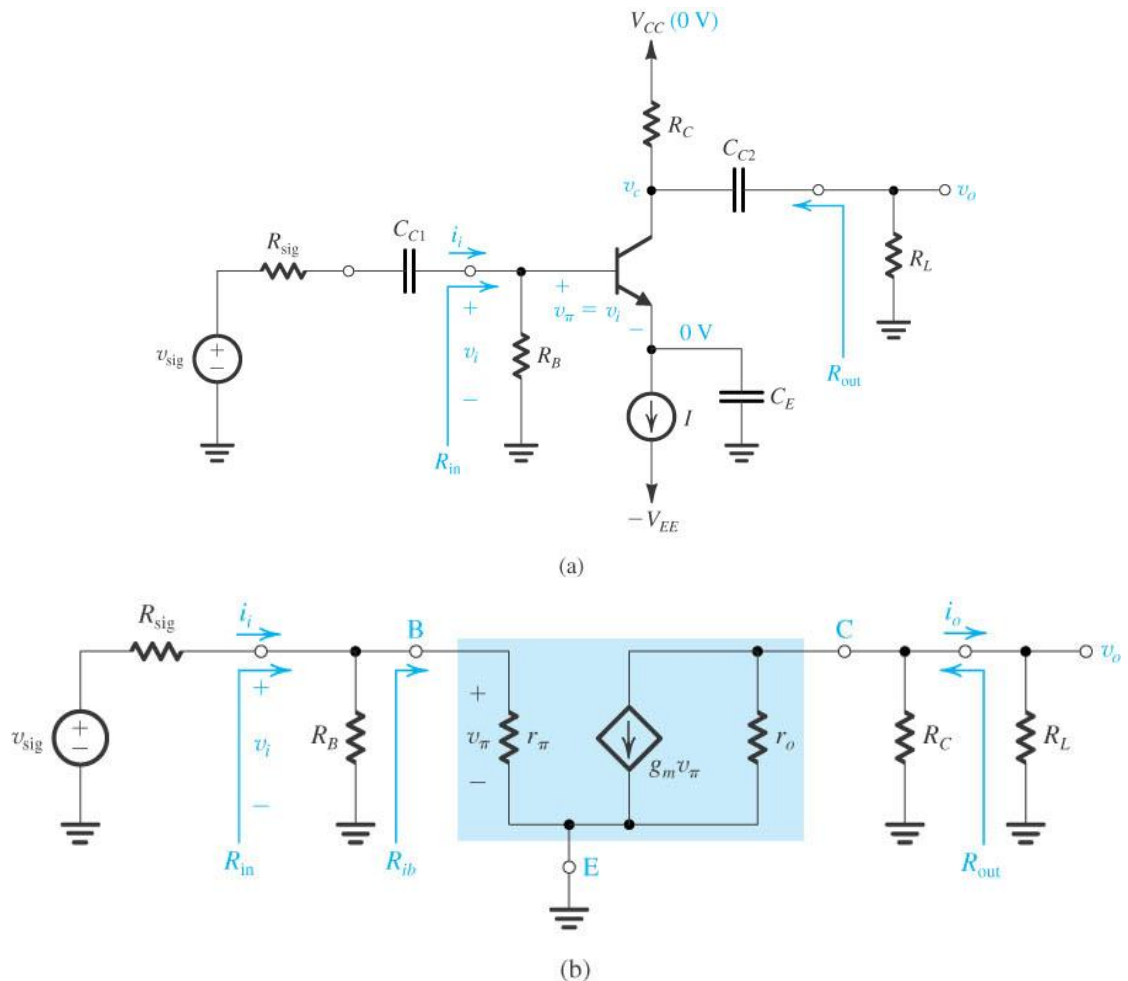 V_CC (0 V)
R_C
C_C2
v_c
v_o
C_C1
i_i
R_sig
R_L
+
v_π = v_i
−
0 V
+
v_i
−
R_B
v_sig
+
−
R_out
C_E
I
R_in
−V_EE
(a)
R_sig
i_i
B
C
i_o
v_o
+
v_i
−
v_sig
+
−
R_B
+
v_π
−
r_π
g_m v_π
r_o
R_C
R_L
R_in
R_ib
E
R_out
(b)